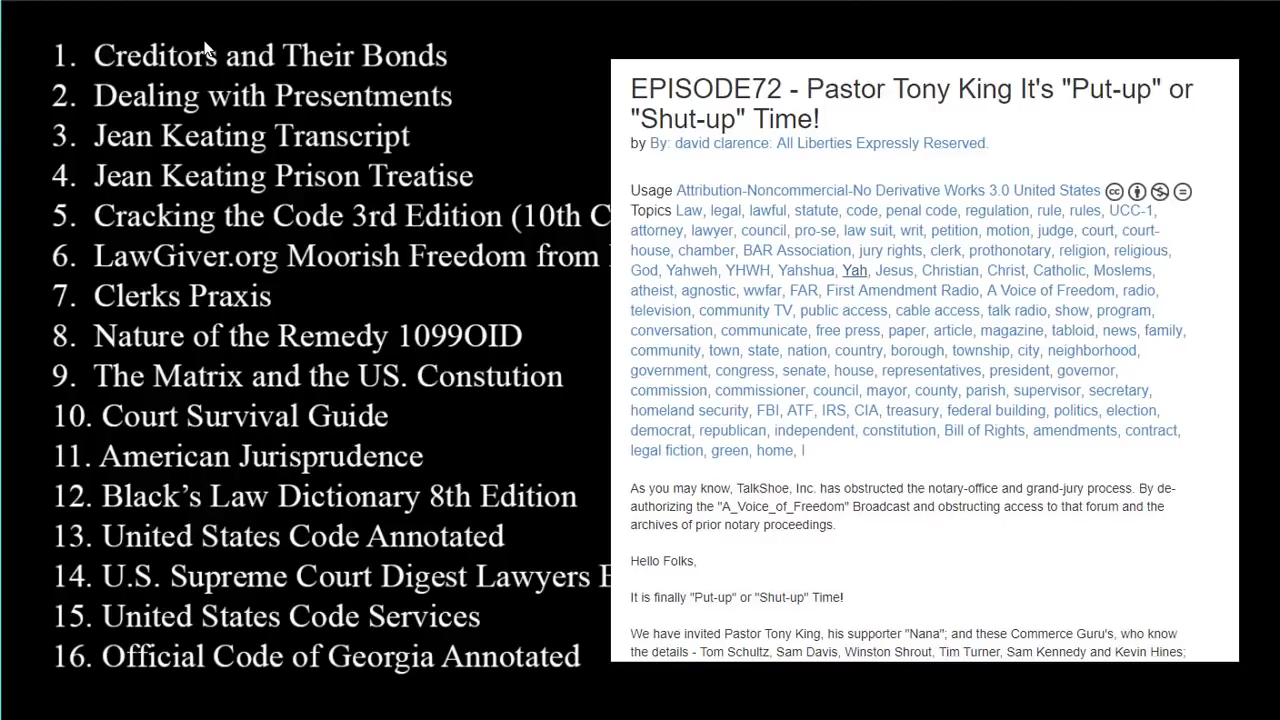 1. Creditors and Their Bonds
2. Dealing with Presentments
3. Jean Keating Transcript
4. Jean Keating Prison Treatise
5. Cracking the Code 3rd Edition (10th C
6. LawGiver.org Moorish Freedom from
7. Clerks Praxis
8. Nature of the Remedy 1099OID
9. The Matrix and the US. Constution
10. Court Survival Guide
11. American Jurisprudence
12. Black’s Law Dictionary 8th Edition
13. United States Code Annotated
14. U.S. Supreme Court Digest Lawyers E
15. United States Code Services
16. Official Code of Georgia Annotated
EPISODE72 - Pastor Tony King It's "Put-up" or
"Shut-up" Time!
by By: david clarence: All Liberties Expressly Reserved.
Usage Attribution-Noncommercial-No Derivative Works 3.0 United States
Topics Law, legal, lawful, statute, code, penal code, regulation, rule, rules, UCC-1,
attorney, lawyer, council, pro-se, law suit, writ, petition, motion, judge, court, court-
house, chamber, BAR Association, jury rights, clerk, prothonotary, religion, religious,
God, Yahweh, YHWH, Yahshua, Yah, Jesus, Christian, Christ, Catholic, Moslems,
atheist, agnostic, wwfar, FAR, First Amendment Radio, A Voice of Freedom, radio,
television, community TV, public access, cable access, talk radio, show, program,
conversation, communicate, free press, paper, article, magazine, tabloid, news, family,
community, town, state, nation, country, borough, township, city, neighborhood,
government, congress, senate, house, representatives, president, governor,
commission, commissioner, council, mayor, county, parish, supervisor, secretary,
homeland security, FBI, ATF, IRS, CIA, treasury, federal building, politics, election,
democrat, republican, independent, constitution, Bill of Rights, amendments, contract,
legal fiction, green, home, l
As you may know, TalkShoe, Inc. has obstructed the notary-office and grand-jury process. By de-
authorizing the "A_Voice_of_Freedom" Broadcast and obstructing access to that forum and the
archives of prior notary proceedings.
Hello Folks,
It is finally "Put-up" or "Shut-up" Time!
We have invited Pastor Tony King, his supporter "Nana"; and these Commerce Guru's, who know
the details - Tom Schultz, Sam Davis, Winston Shrout, Tim Turner, Sam Kennedy and Kevin Hines;